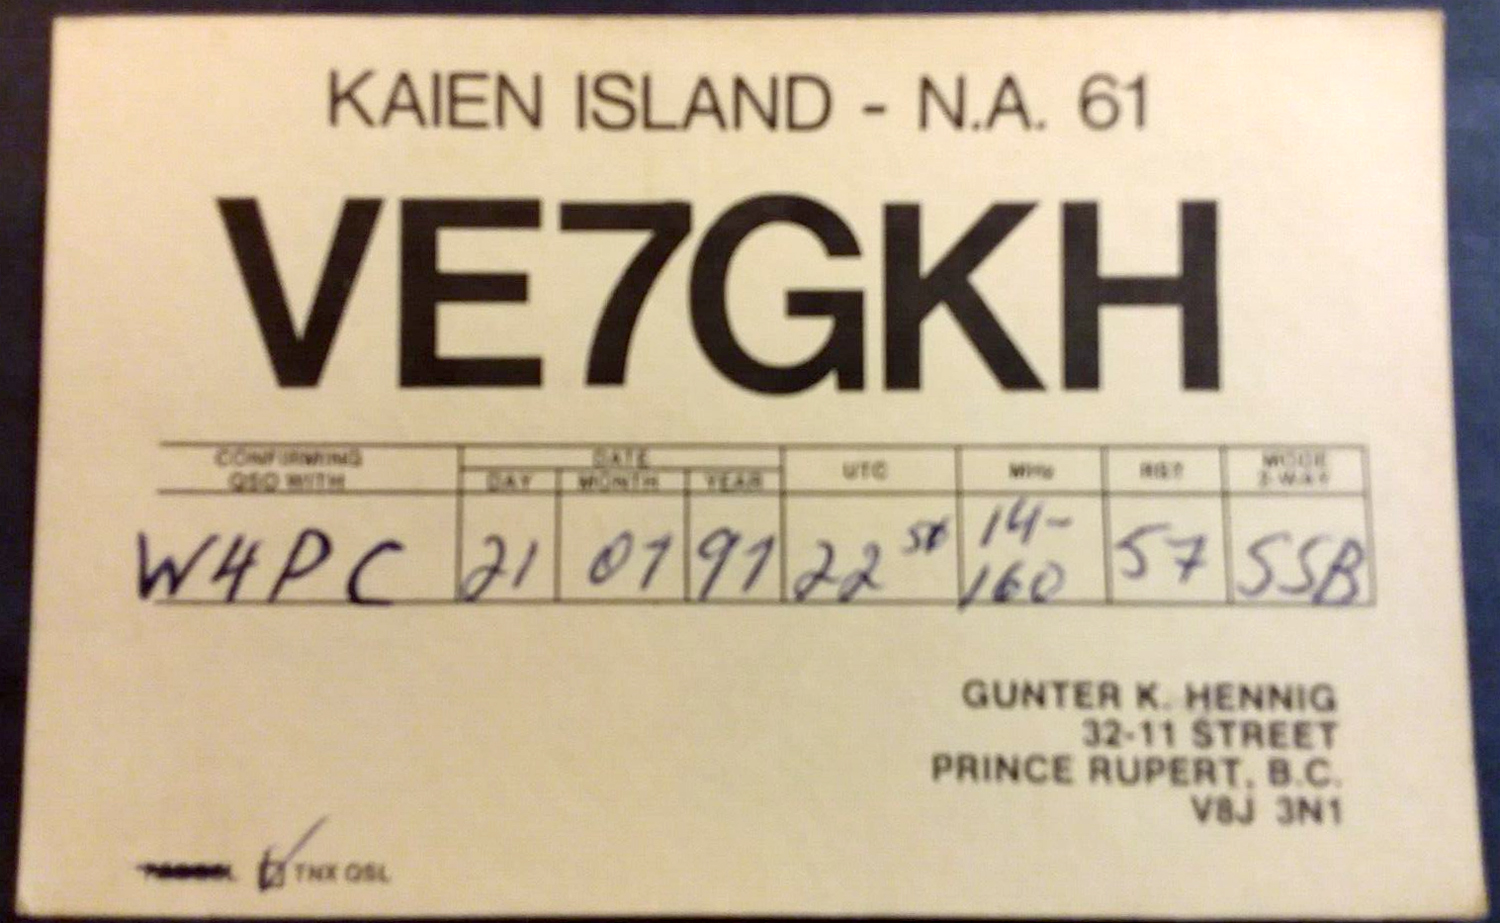 KAIEN ISLAND - N.A. 61
VE7GKH
CONFIRMING QSO WITH
DATE
DAY MONTH YEAR
UTC
MHz
RST
MODE 2-WAY
W4PC 21 01 91 22 14- 57 SSB
160
GUNTER K. HENNIG
32-11 STREET
PRINCE RUPERT, B.C.
V8J 3N1
TNX QSL